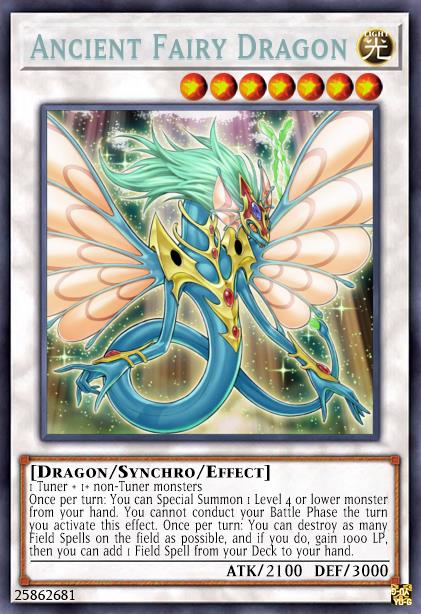 ANCIENT FAIRY DRAGON
LIGHT
光
[DRAGON/SYNCHRO/EFFECT]
1 Tuner + 1+ non-Tuner monsters
Once per turn: You can Special Summon 1 Level 4 or lower monster
from your hand. You cannot conduct your Battle Phase the turn
you activate this effect. Once per turn: You can destroy as many
Field Spells on the field as possible, and if you do, gain 1000 LP,
then you can add 1 Field Spell from your Deck to your hand.
ATK/2100 DEF/3000
25862681